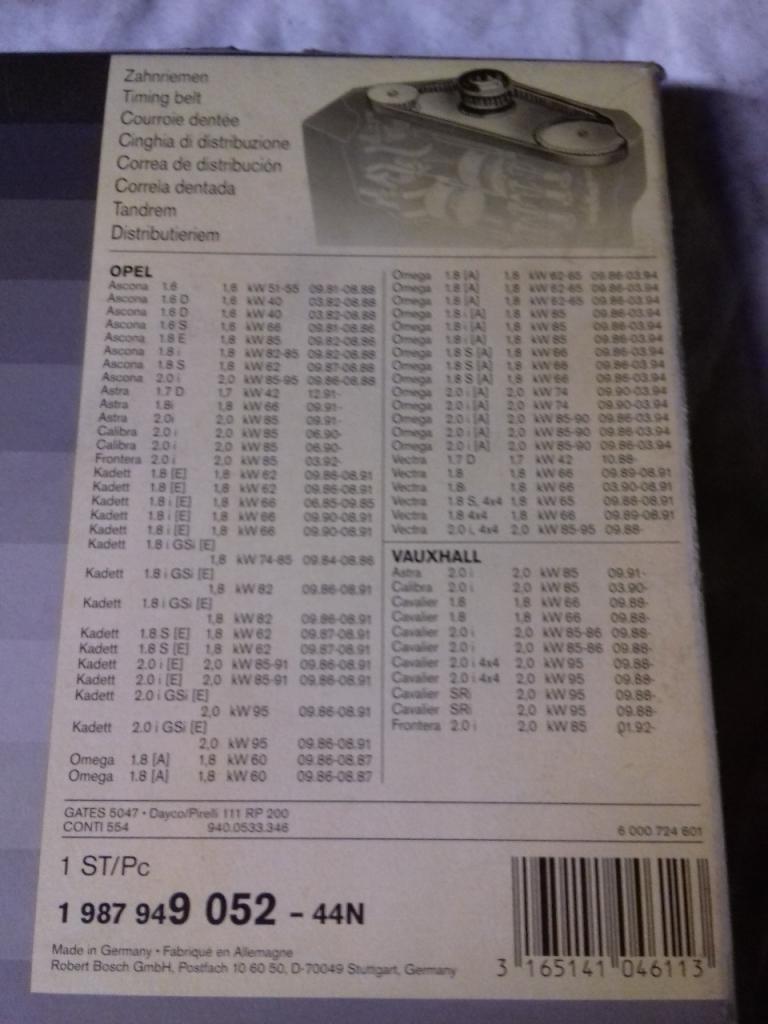 Zahnriemen
Timing belt
Courroie dentée
Cinghia di distribuzione
Correa de distribución
Correia dentada
Tandrem
Distributieriem
OPEL
Ascona 1.6 1,6 kW 51-55 09.81-08.88
Ascona 1.6 D 1,6 kW 40 03.82-08.88
Ascona 1.6 D 1,6 kW 40 03.82-08.88
Ascona 1.6 S 1,6 kW 66 09.81-08.86
Ascona 1.8 E 1,8 kW 85 09.82-08.86
Ascona 1.8 i 1,8 kW 82-85 09.82-08.88
Ascona 1.8 S 1,8 kW 62 09.87-08.88
Ascona 2.0 i 2,0 kW 85-95 09.86-08.88
Astra 1.7 D 1,7 kW 42 12.91-
Astra 1.8i 1,8 kW 66 09.91-
Astra 2.0i 2,0 kW 85 09.91-
Calibra 2.0 i 2,0 kW 85 06.90-
Calibra 2.0 i 2,0 kW 85 06.90-
Frontera 2.0 i 2,0 kW 85 03.92-
Kadett 1.8 [E] 1,8 kW 62 09.86-08.91
Kadett 1.8 [E] 1,8 kW 62 09.86-08.91
Kadett 1.8 i [E] 1,8 kW 66 06.85-09.85
Kadett 1.8 i [E] 1,8 kW 66 09.90-08.91
Kadett 1.8 i [E] 1,8 kW 66 09.90-08.91
Kadett 1.8 i GSi [E]
1,8 kW 74-85 09.84-08.86
Kadett 1.8 i GSi [E]
1,8 kW 82 09.86-08.91
Kadett 1.8 i GSi [E]
1,8 kW 82 09.86-08.91
Kadett 1.8 S [E] 1,8 kW 62 09.87-08.91
Kadett 1.8 S [E] 1,8 kW 62 09.87-08.91
Kadett 2.0 i [E] 2,0 kW 85-91 09.86-08.91
Kadett 2.0 i [E] 2,0 kW 85-91 09.86-08.91
Kadett 2.0 i GSi [E]
2,0 kW 95 09.86-08.91
Kadett 2.0 i GSi [E]
2,0 kW 95 09.86-08.91
Omega 1.8 [A] 1,8 kW 60 09.86-08.87
Omega 1.8 [A] 1,8 kW 60 09.86-08.87
Omega 1.8 [A] 1,8 kW 62-65 09.86-03.94
Omega 1.8 [A] 1,8 kW 62-65 09.86-03.94
Omega 1.8 [A] 1,8 kW 62-65 09.86-03.94
Omega 1.8 i [A] 1,8 kW 85 09.86-03.94
Omega 1.8 i [A] 1,8 kW 85 09.86-03.94
Omega 1.8 i [A] 1,8 kW 85 09.86-03.94
Omega 1.8 S [A] 1,8 kW 66 09.86-03.94
Omega 1.8 S [A] 1,8 kW 66 09.86-03.94
Omega 1.8 S [A] 1,8 kW 66 09.86-03.94
Omega 2.0 i [A] 2,0 kW 74 09.90-03.94
Omega 2.0 i [A] 2,0 kW 74 09.90-03.94
Omega 2.0 i [A] 2,0 kW 85-90 09.86-03.94
Omega 2.0 i [A] 2,0 kW 85-90 09.86-03.94
Omega 2.0 i [A] 2,0 kW 85-90 09.86-03.94
Vectra 1.7 D 1,7 kW 42 10.88-
Vectra 1.8 1,8 kW 66 09.89-08.91
Vectra 1.8i 1,8 kW 66 03.90-08.91
Vectra 1.8 S, 4x4 1,8 kW 65 09.88-08.91
Vectra 1.8 4x4 1,8 kW 66 09.89-08.91
Vectra 2.0 i, 4x4 2,0 kW 85-95 09.88-
VAUXHALL
Astra 2.0 i 2,0 kW 85 09.91-
Calibra 2.0 i 2,0 kW 85 03.90-
Cavalier 1.8 1,8 kW 66 09.88-
Cavalier 1.8 1,8 kW 66 09.88-
Cavalier 2.0 i 2,0 kW 85-86 09.88-
Cavalier 2.0 i 2,0 kW 85-86 09.88-
Cavalier 2.0 i 4x4 2,0 kW 95 09.88-
Cavalier 2.0 i 4x4 2,0 kW 95 09.88-
Cavalier SRi 2,0 kW 95 09.88-
Cavalier SRi 2,0 kW 95 09.88-
Frontera 2.0 i 2,0 kW 85 01.92-
GATES 5047 • Dayco/Pirelli 111 RP 200
CONTI 554 940.0533.346
6 000.724 601
1 ST/Pc
1 987 949 052 - 44N
Made in Germany • Fabriqué en Allemagne
Robert Bosch GmbH, Postfach 10 60 50, D-70049 Stuttgart, Germany
3 165141 046113